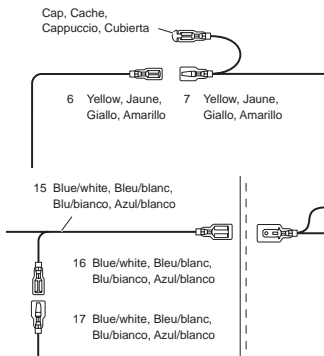 Cap, Cache,
Cappuccio, Cubierta
6 Yellow, Jaune,
Giallo, Amarillo
7 Yellow, Jaune,
Giallo, Amarillo
15 Blue/white, Bleu/blanc,
Blu/bianco, Azul/blanco
16 Blue/white, Bleu/blanc,
Blu/bianco, Azul/blanco
17 Blue/white, Bleu/blanc,
Blu/bianco, Azul/blanco